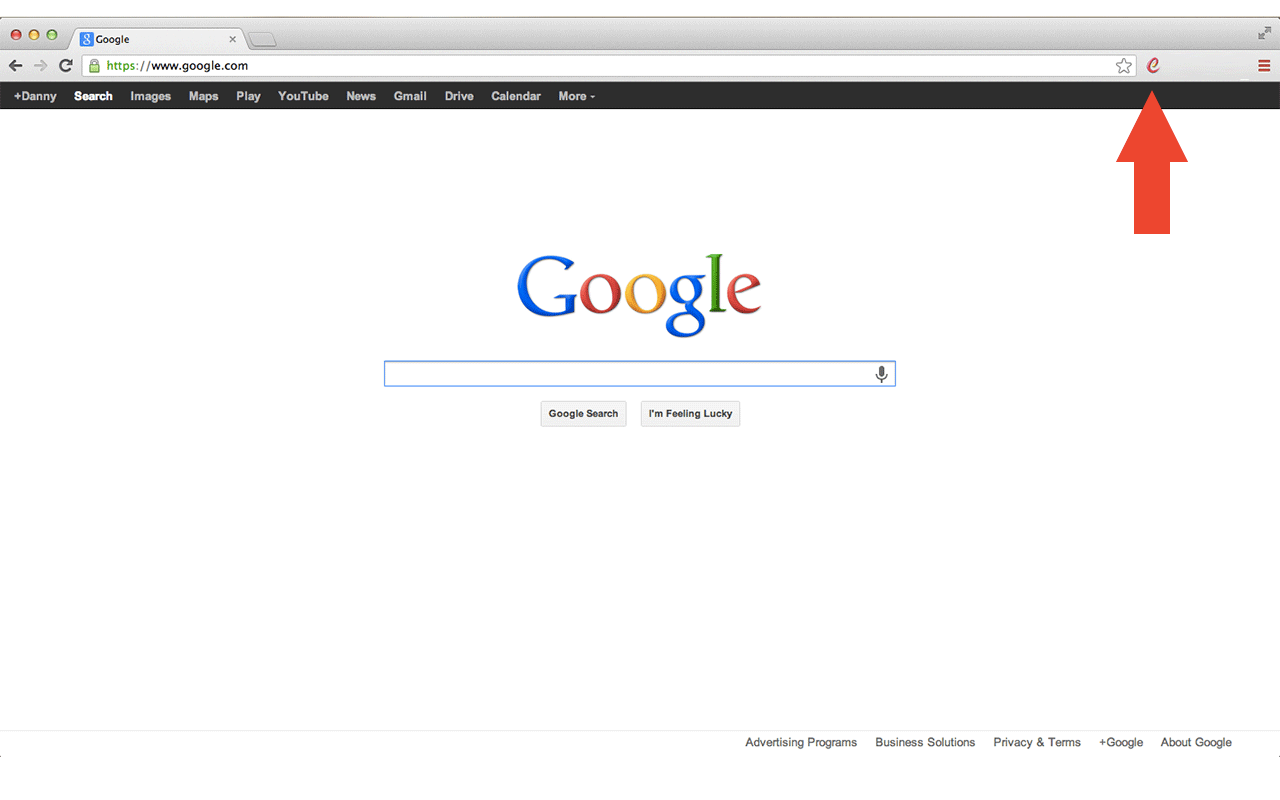 Google
https://www.google.com
+Danny Search Images Maps Play YouTube News Gmail Drive Calendar More
Google
Google Search I'm Feeling Lucky
Advertising Programs Business Solutions Privacy & Terms +Google About Google